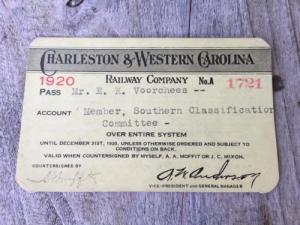 CHARLESTON & WESTERN CAROLINA
1920 RAILWAY COMPANY No. A 1721
PASS Mr. E. K. Voorchees --
ACCOUNT Member, Southern Classification
Committee -
OVER ENTIRE SYSTEM
UNTIL DECEMBER 31ST, 1920, UNLESS OTHERWISE ORDERED AND SUBJECT TO
CONDITIONS ON BACK.
VALID WHEN COUNTERSIGNED BY MYSELF, A. A. MOFFIT OR J. C. MIXON.
COUNTERSIGNED BY
VICE-PRESIDENT AND GENERAL MANAGER